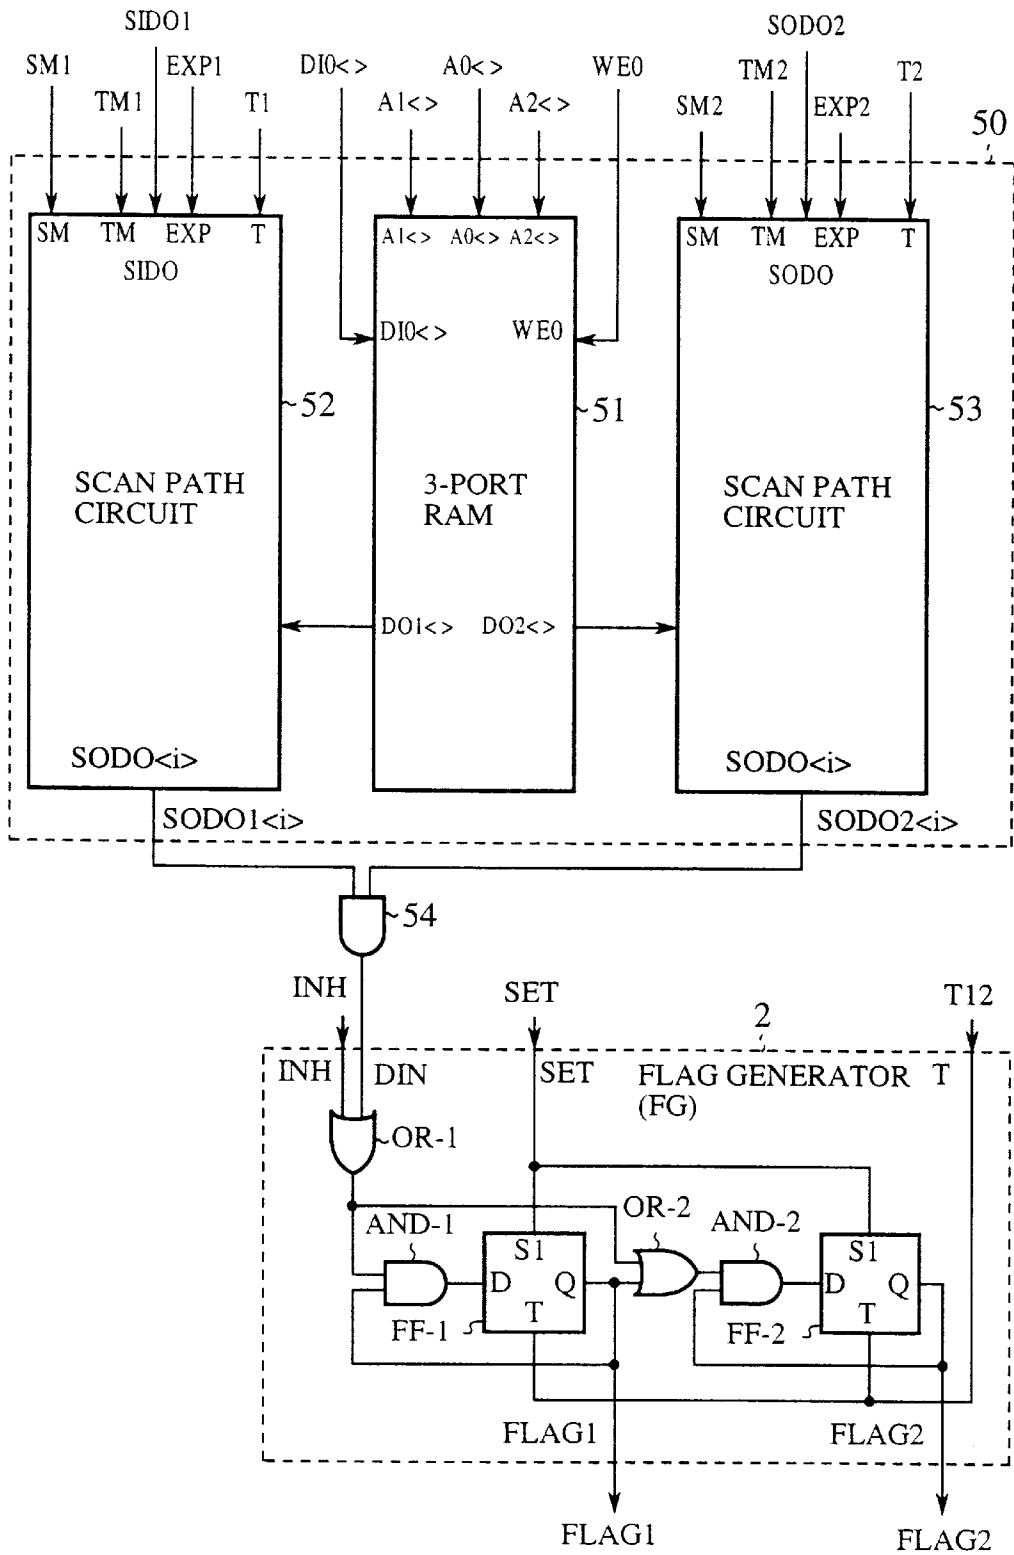 SIDO1
SODO2
SM1
EXP1
DI0<>
A0<>
WE0
TM2
T2
TM1
T1
A1<>
A2<>
SM2
EXP2
50
SM TM EXP T
A1<> A0<> A2<>
SM TM EXP T
SIDO
SODO
DI0<> WE0
52
51
53
SCAN PATH
CIRCUIT
3-PORT
RAM
SCAN PATH
CIRCUIT
DO1<> DO2<>
SODO<i>
SODO<i>
SODO1<i>
SODO2<i>
54
INH
SET
T12
2
INH DIN
SET
FLAG GENERATOR
(FG)
T
OR-1
AND-1
OR-2
AND-2
S1
D Q
T
FF-1
S1
D Q
T
FF-2
FLAG1
FLAG2
FLAG1
FLAG2